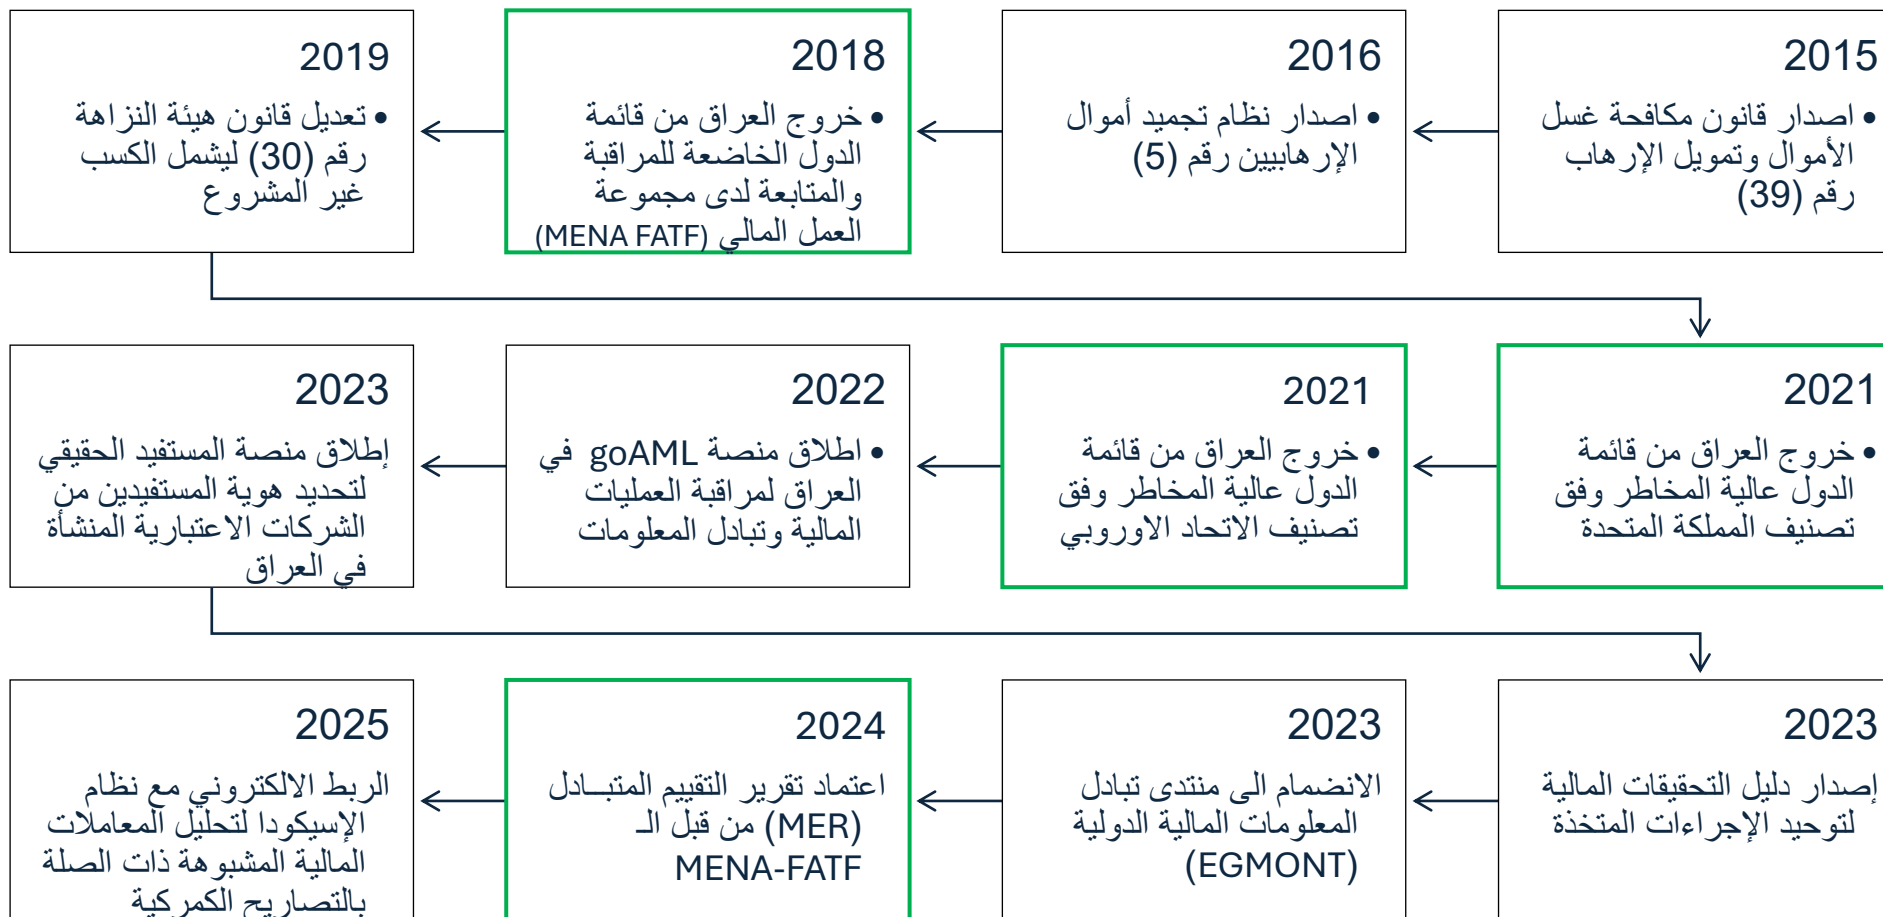 2015
• اصدار قانون مكافحة غسل
الأموال وتمويل الإرهاب
رقم (39)
2016
• اصدار نظام تجميد أموال
الإرهابيين رقم (5)
2018
• خروج العراق من قائمة
الدول الخاضعة للمراقبة
والمتابعة لدى مجموعة
العمل المالي (MENA FATF)
2019
• تعديل قانون هيئة النزاهة
رقم (30) ليشمل الكسب
غير المشروع
2021
• خروج العراق من قائمة
الدول عالية المخاطر وفق
تصنيف المملكة المتحدة
2021
• خروج العراق من قائمة
الدول عالية المخاطر وفق
تصنيف الاتحاد الاوروبي
2022
• اطلاق منصة goAML في
العراق لمراقبة العمليات
المالية وتبادل المعلومات
2023
إطلاق منصة المستفيد الحقيقي
لتحديد هوية المستفيدين من
الشركات الاعتبارية المنشأة
في العراق
2023
إصدار دليل التحقيقات المالية
لتوحيد الإجراءات المتخذة
2023
الانضمام الى منتدى تبادل
المعلومات المالية الدولية
(EGMONT)
2024
اعتماد تقرير التقييم المتبــادل
(MER) من قبل الـ
MENA-FATF
2025
الربط الالكتروني مع نظام
الإسيكودا لتحليل المعاملات
المالية المشبوهة ذات الصلة
بالتصاريح الكمركية